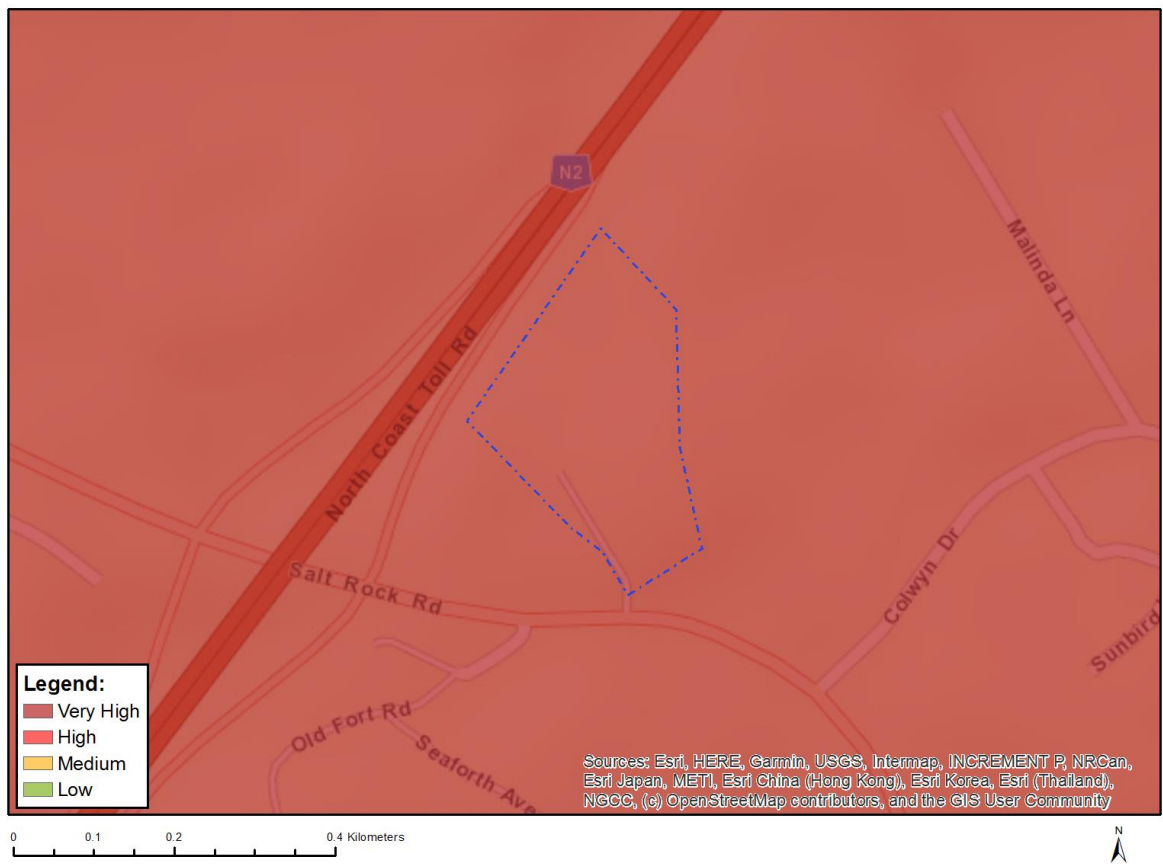 N2
Malinda Ln
North Coast Toll Rd
Salt Rock Rd
Colwyn Dr
Sunbird
Old Fort Rd
Seaforth Ave
Legend:
Very High
High
Medium
Low
Sources: Esri, HERE, Garmin, USGS, Intermap, INCREMENT P, NRCan,
Esri Japan, METI, Esri China (Hong Kong), Esri Korea, Esri (Thailand),
NGCC, (c) OpenStreetMap contributors, and the GIS User Community
0 0.1 0.2 0.4 Kilometers
N